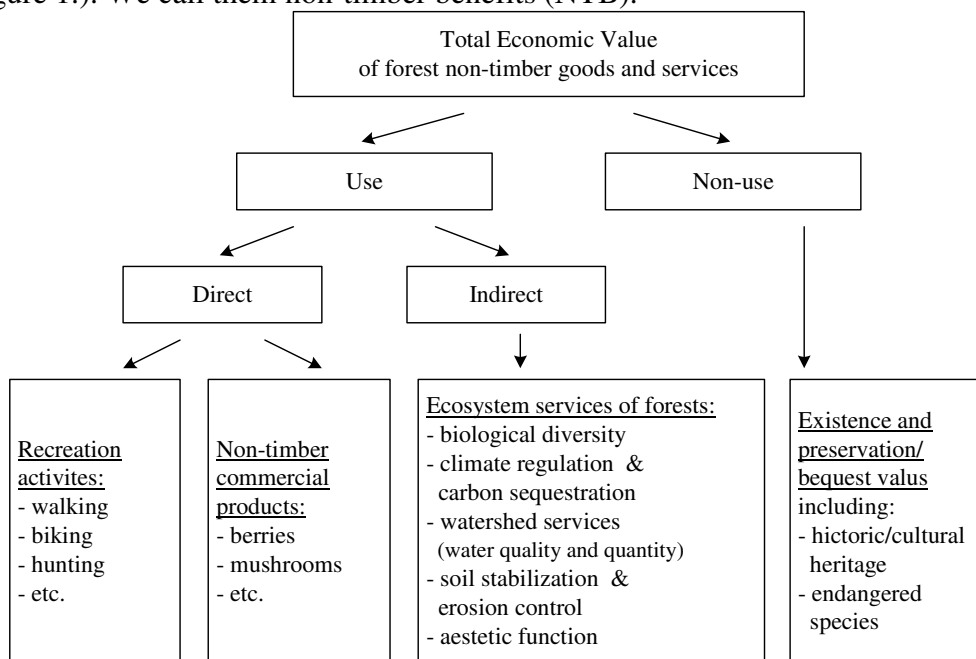 gure 1.). We call them non-timber benefits (NTB).
Total Economic Value
of forest non-timber goods and services
Use
Non-use
Direct
Indirect
Recreation
activites:
- walking
- biking
- hunting
- etc.
Non-timber
commercial
products:
- berries
- mushrooms
- etc.
Ecosystem services of forests:
- biological diversity
- climate regulation &
carbon sequestration
- watershed services
(water quality and quantity)
- soil stabilization &
erosion control
- aestetic function
Existence and
preservation/
bequest valus
including:
- hictoric/cultural
heritage
- endangered
species